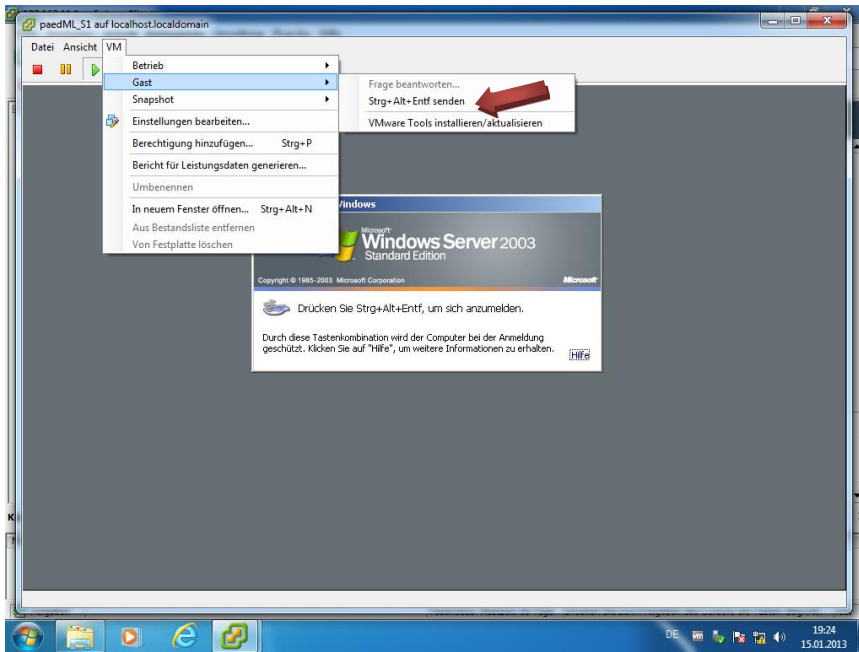 paedML_S1 auf localhost.localdomain
Datei Ansicht VM
Betrieb
Gast
Snapshot
Einstellungen bearbeiten...
Berechtigung hinzufügen... Strg+P
Bericht für Leistungsdaten generieren...
Umbenennen
In neuem Fenster öffnen... Strg+Alt+N
Aus Bestandsliste entfernen
Von Festplatte löschen
Frage beantworten...
Strg+Alt+Entf senden
VMware Tools installieren/aktualisieren
Windows
Microsoft
Windows Server 2003
Standard Edition
Copyright © 1985-2003 Microsoft Corporation Microsoft
Drücken Sie Strg+Alt+Entf, um sich anzumelden.
Durch diese Tastenkombination wird der Computer bei der Anmeldung
geschützt. Klicken Sie auf "Hilfe", um weitere Informationen zu erhalten.
Hilfe
DE
19:24
15.01.2013